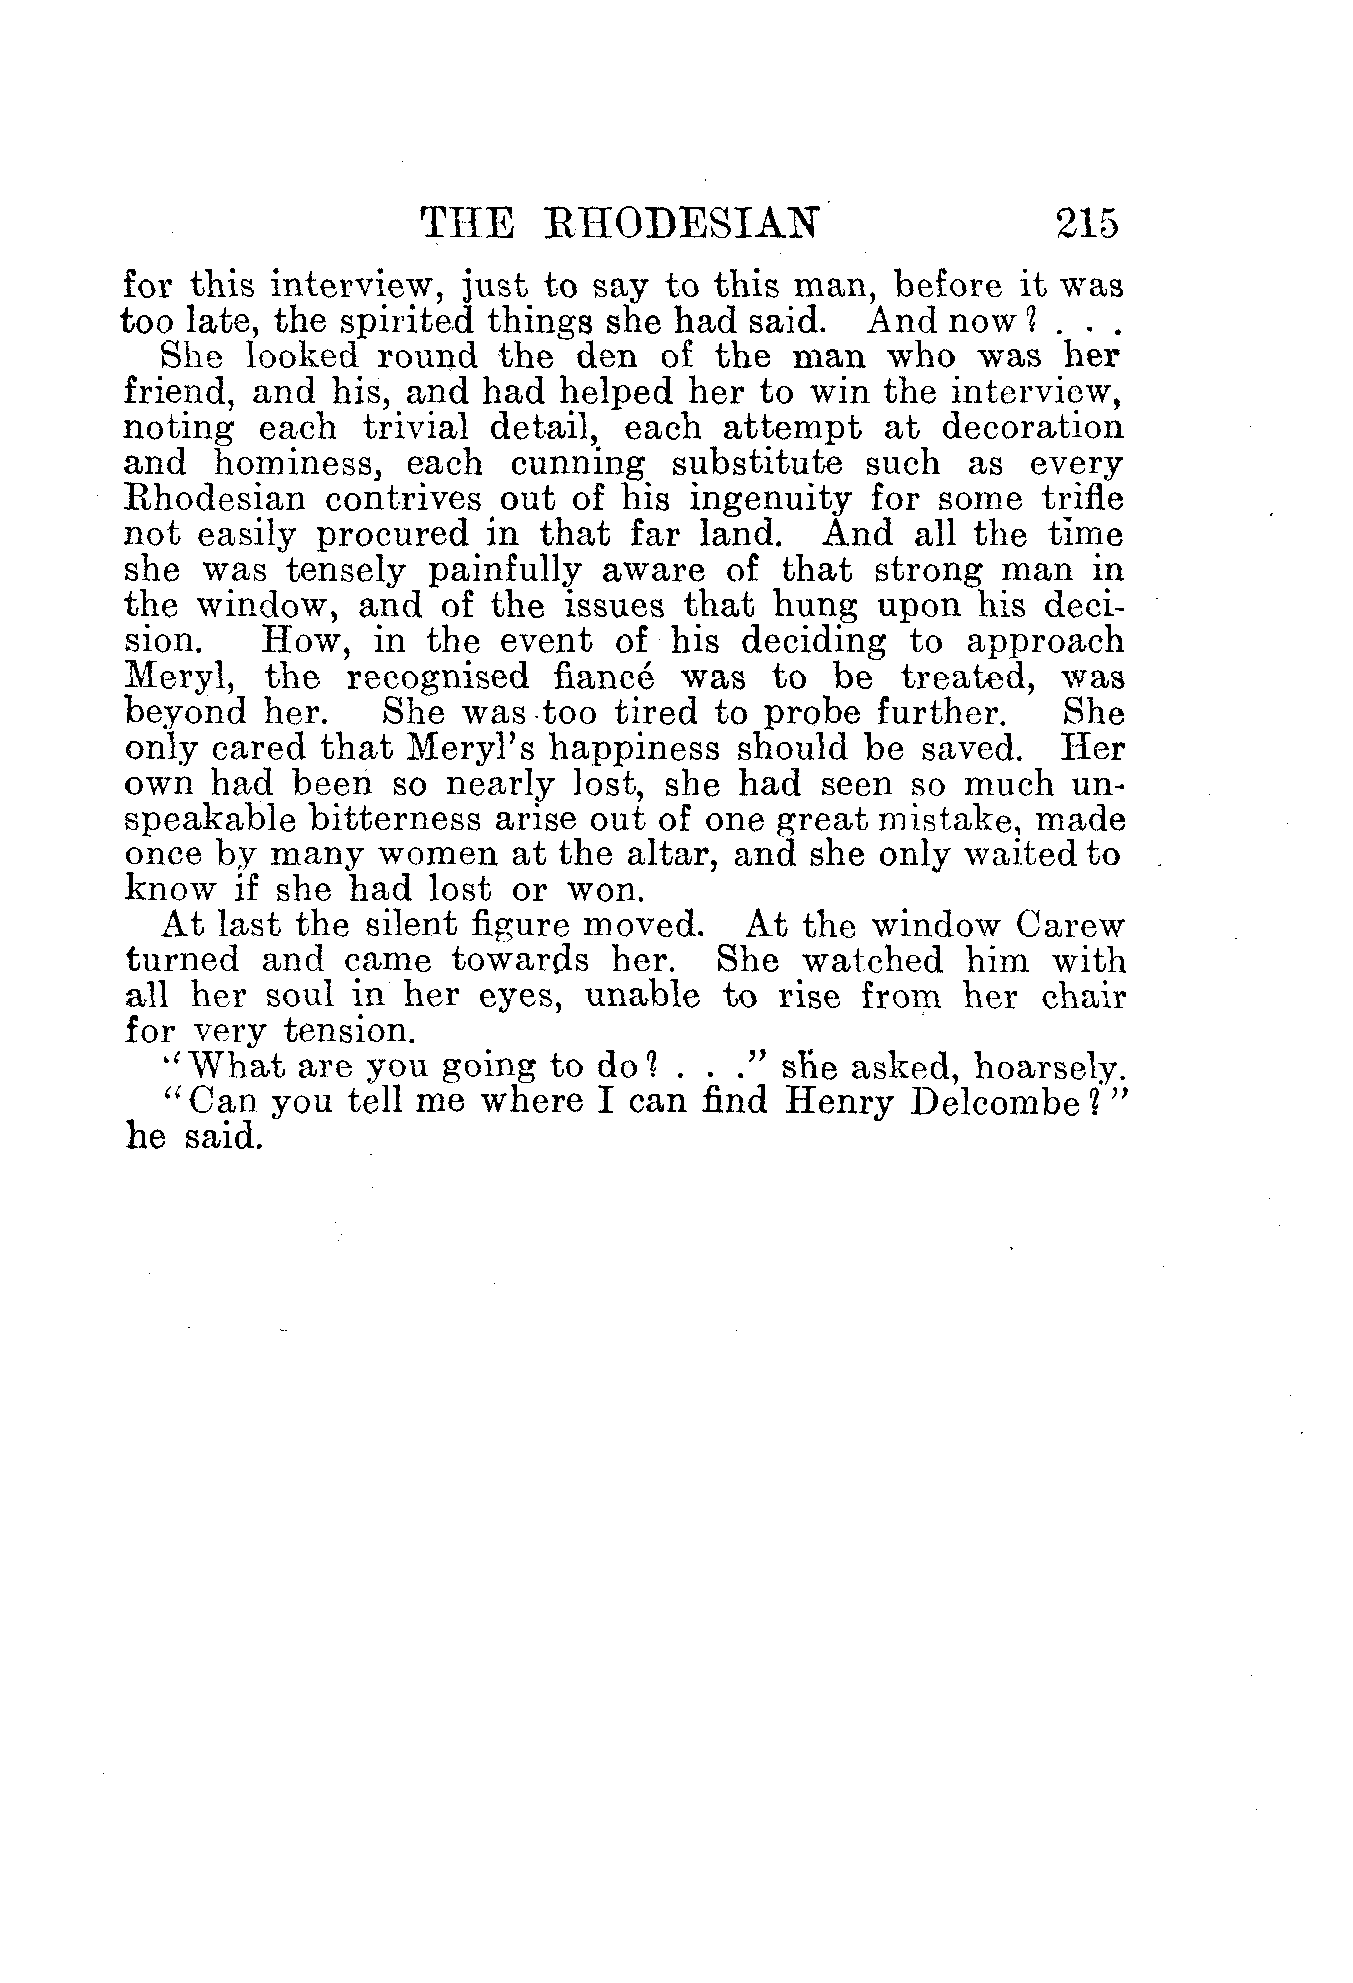 THE RHODESIAN 215
for this interview, just to say to this man, before it was
too late, the spirited things she had said. And now? . . .
She looked round the den of the man who was her
friend, and his, and had helped her to win the interview,
noting each trivial detail, each attempt at decoration
and hominess, each cunning substitute such as every
Rhodesian contrives out of his ingenuity for some trifle
not easily procured in that far land. And all the time
she was tensely painfully aware of that strong man in
the window, and of the issues that hung upon his deci-
sion. How, in the event of his deciding to approach
Meryl, the recognised fiancé was to be treated, was
beyond her. She was too tired to probe further. She
only cared that Meryl's happiness should be saved. Her
own had been so nearly lost, she had seen so much un-
speakable bitterness arise out of one great mistake, made
once by many women at the altar, and she only waited to
know if she had lost or won.
At last the silent figure moved. At the window Carew
turned and came towards her. She watched him with
all her soul in her eyes, unable to rise from her chair
for very tension.
"What are you going to do? . . ." she asked, hoarsely.
"Can you tell me where I can find Henry Delcombe?"
he said.